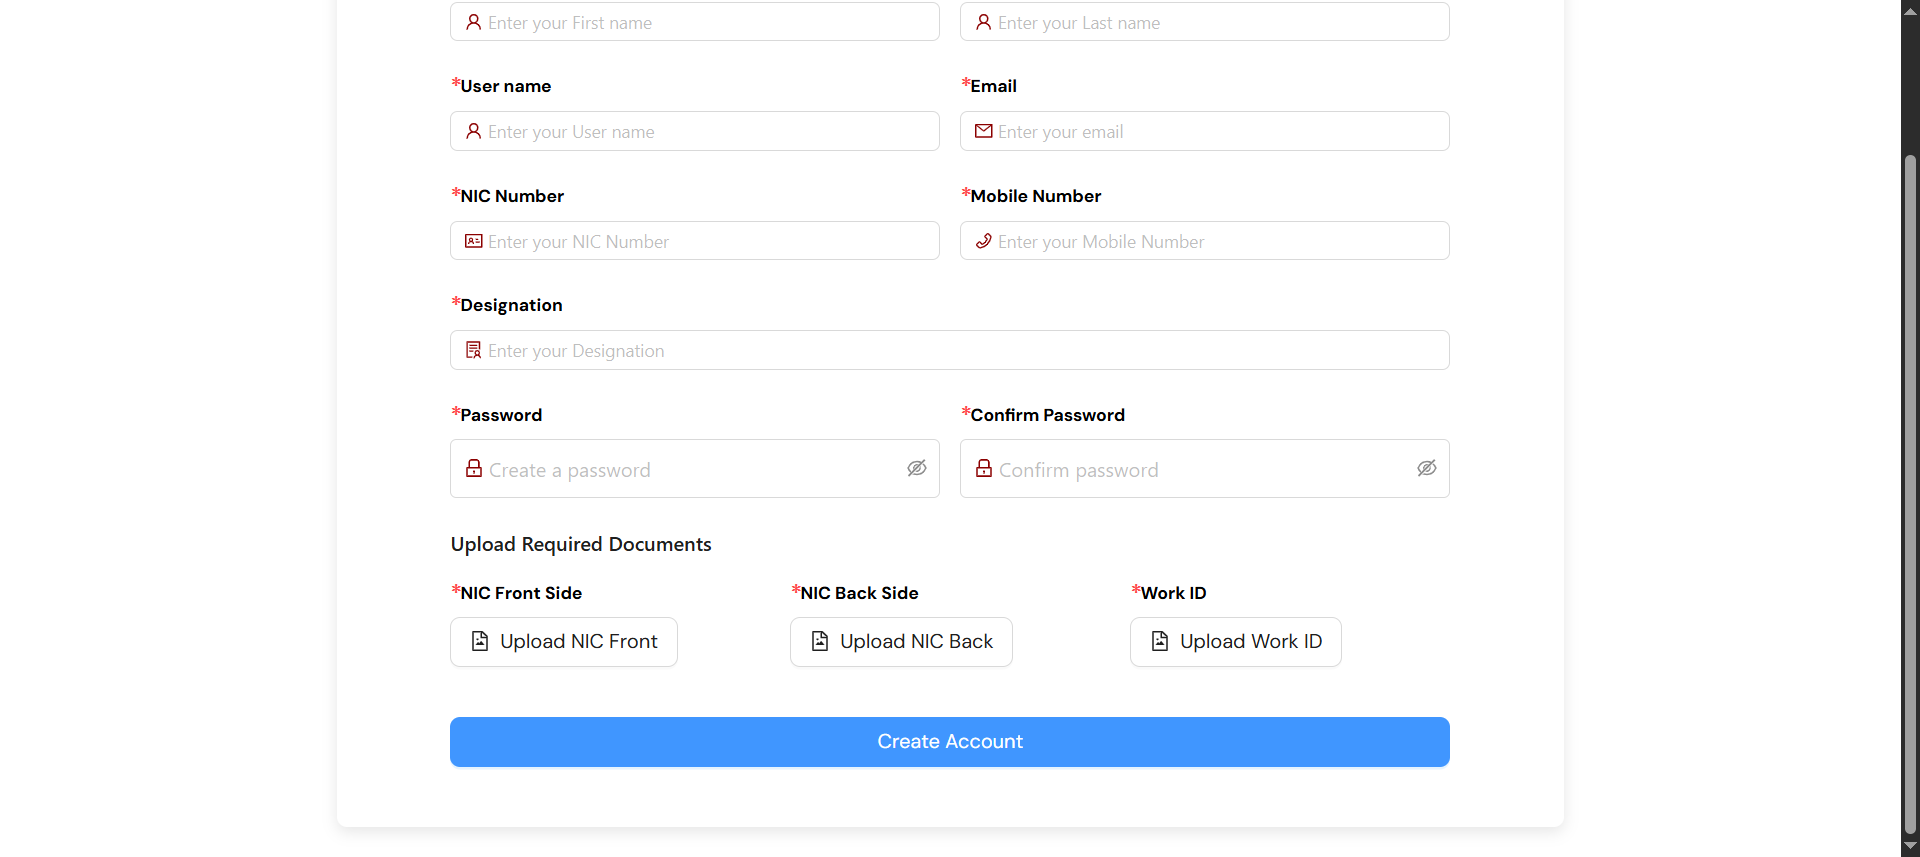 Enter your First name
Enter your Last name
*User name
*Email
Enter your User name
Enter your email
*NIC Number
*Mobile Number
Enter your NIC Number
Enter your Mobile Number
*Designation
Enter your Designation
*Password
*Confirm Password
Create a password
Confirm password
Upload Required Documents
*NIC Front Side
*NIC Back Side
*Work ID
Upload NIC Front
Upload NIC Back
Upload Work ID
Create Account